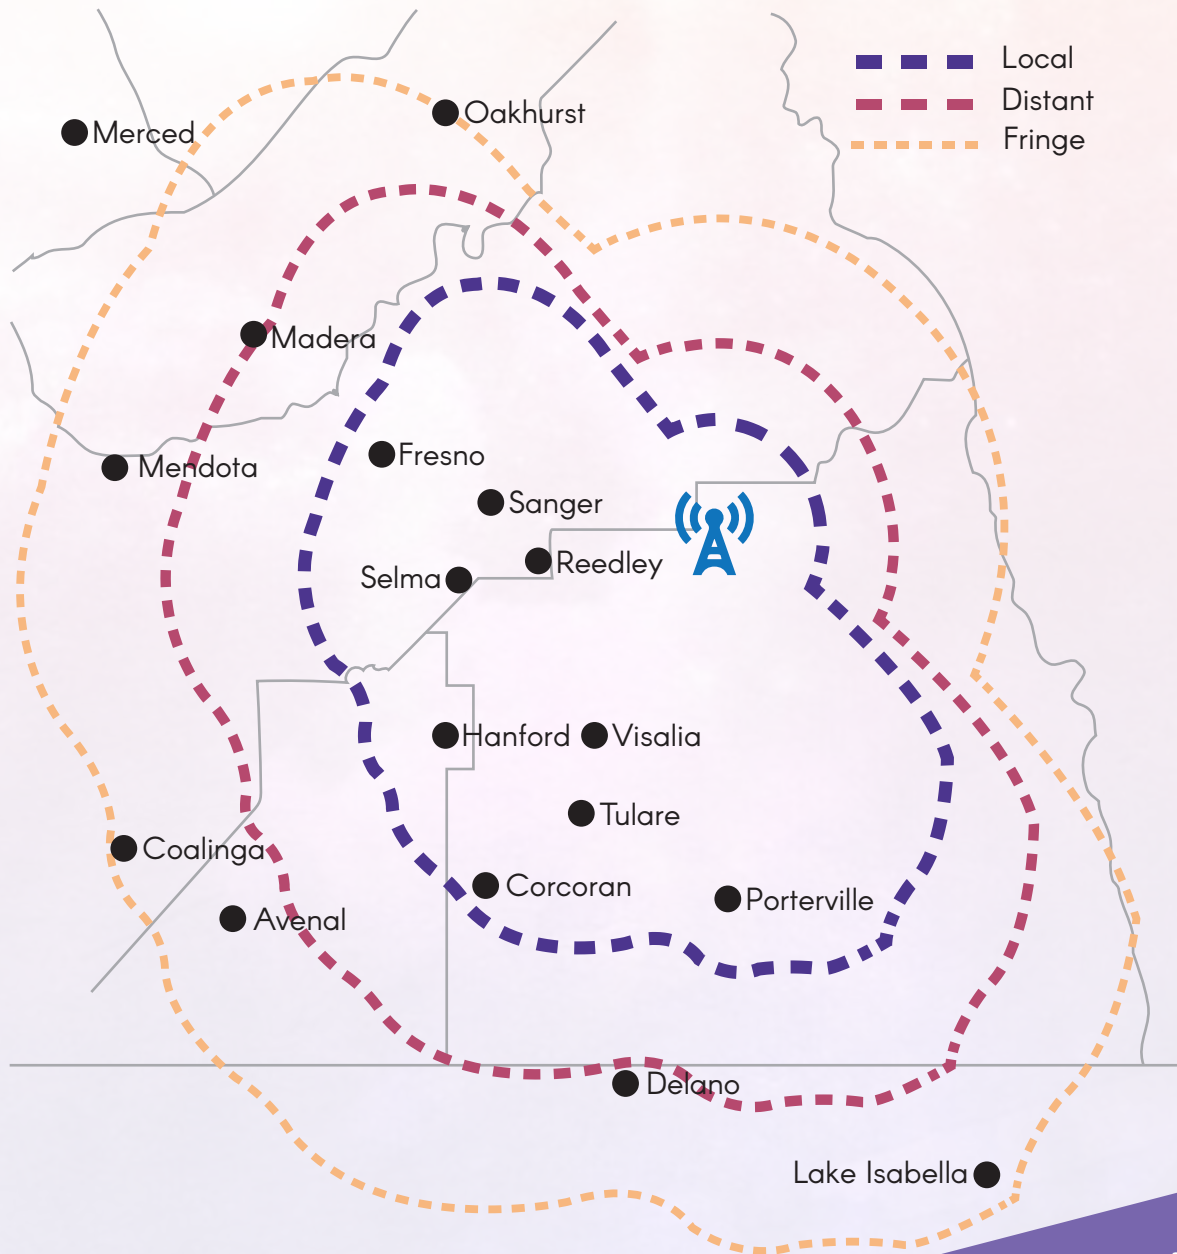 Local
Distant
Fringe
Oakhurst
Merced
Madera
Mendota
Fresno
Sanger
Reedley
Selma
Hanford
Visalia
Tulare
Coalinga
Corcoran
Porterville
Avenal
Delano
Lake Isabella